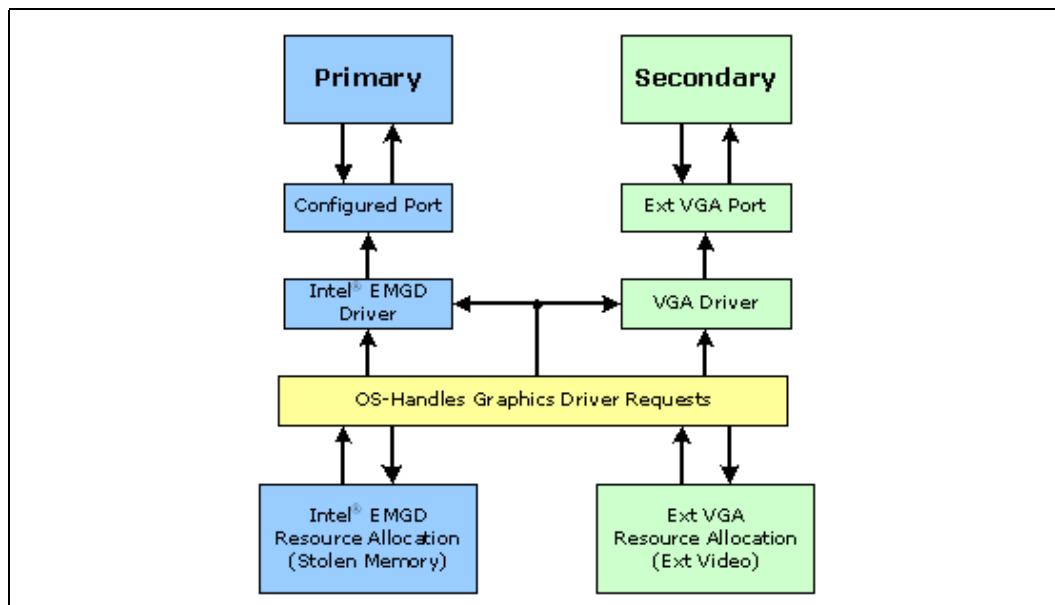 Primary
Secondary
Configured Port
Ext VGA Port
Intel® EMGD
Driver
VGA Driver
OS-Handles Graphics Driver Requests
Intel® EMGD
Resource Allocation
(Stolen Memory)
Ext VGA
Resource Allocation
(Ext Video)